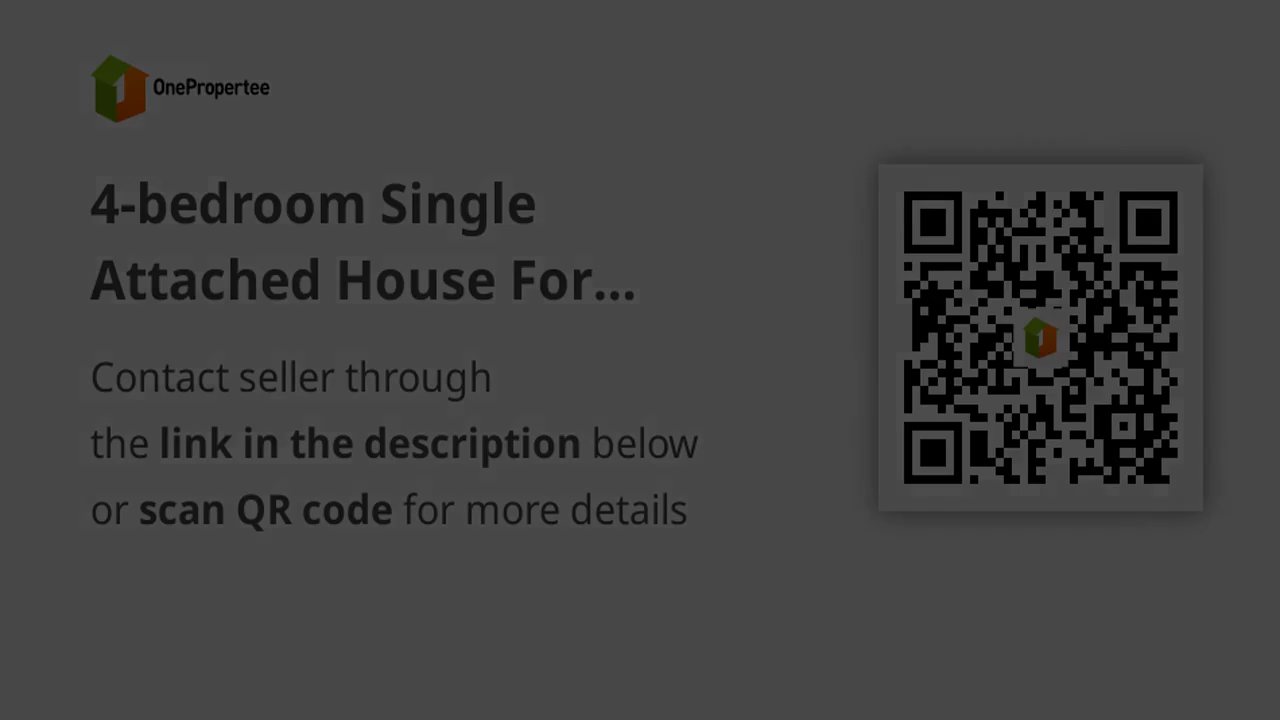 OnePropertee
4-bedroom Single
Attached House For...
Contact seller through
the link in the description below
or scan QR code for more details